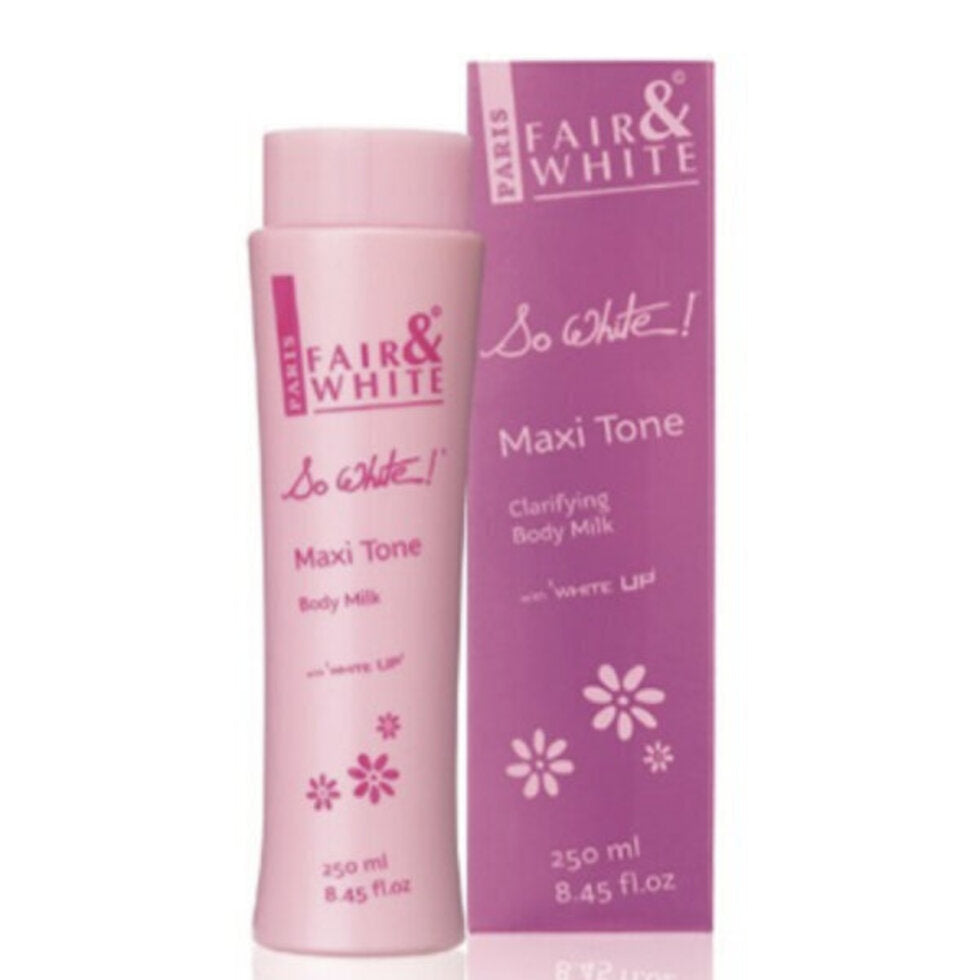 PARIS
FAIR&©
WHITE
So White!
Maxi Tone
Body Milk
with 'WHITE UP'
250 ml
8.45 fl.oz
PARIS
FAIR&©
WHITE
So White!
Maxi Tone
Clarifying
Body Milk
with 'WHITE UP'
250 ml
8.45 fl.oz